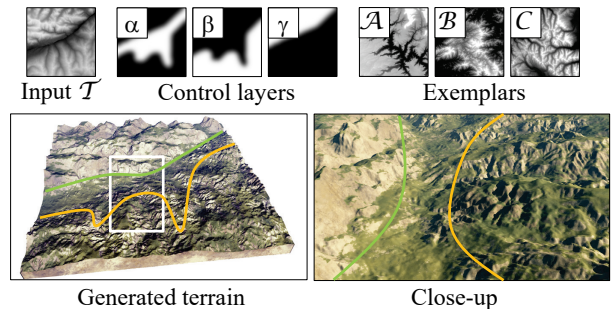 α β γ 𝒜 ℬ 𝒞
Input 𝒯 Control layers Exemplars
Generated terrain Close-up